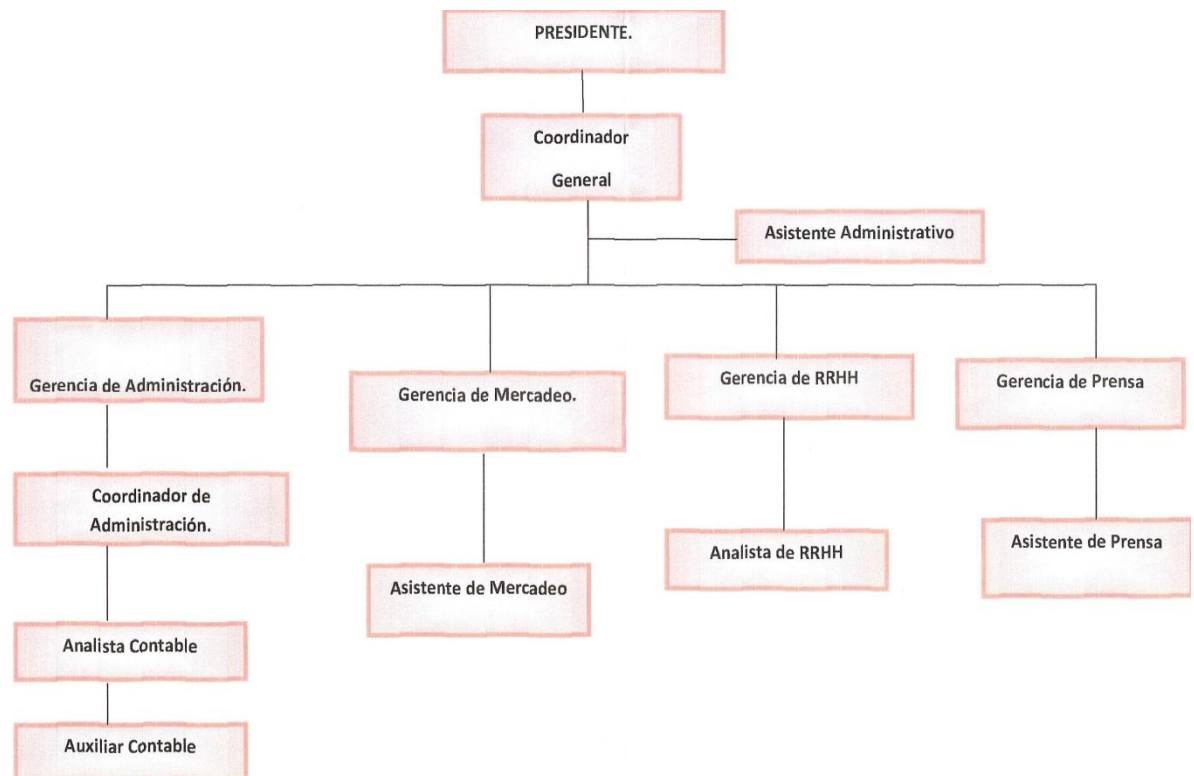 PRESIDENTE.
Coordinador
General
Asistente Administrativo
Gerencia de Administración.
Gerencia de Mercadeo.
Gerencia de RRHH
Gerencia de Prensa
Coordinador de
Administración.
Asistente de Mercadeo
Analista de RRHH
Asistente de Prensa
Analista Contable
Auxiliar Contable